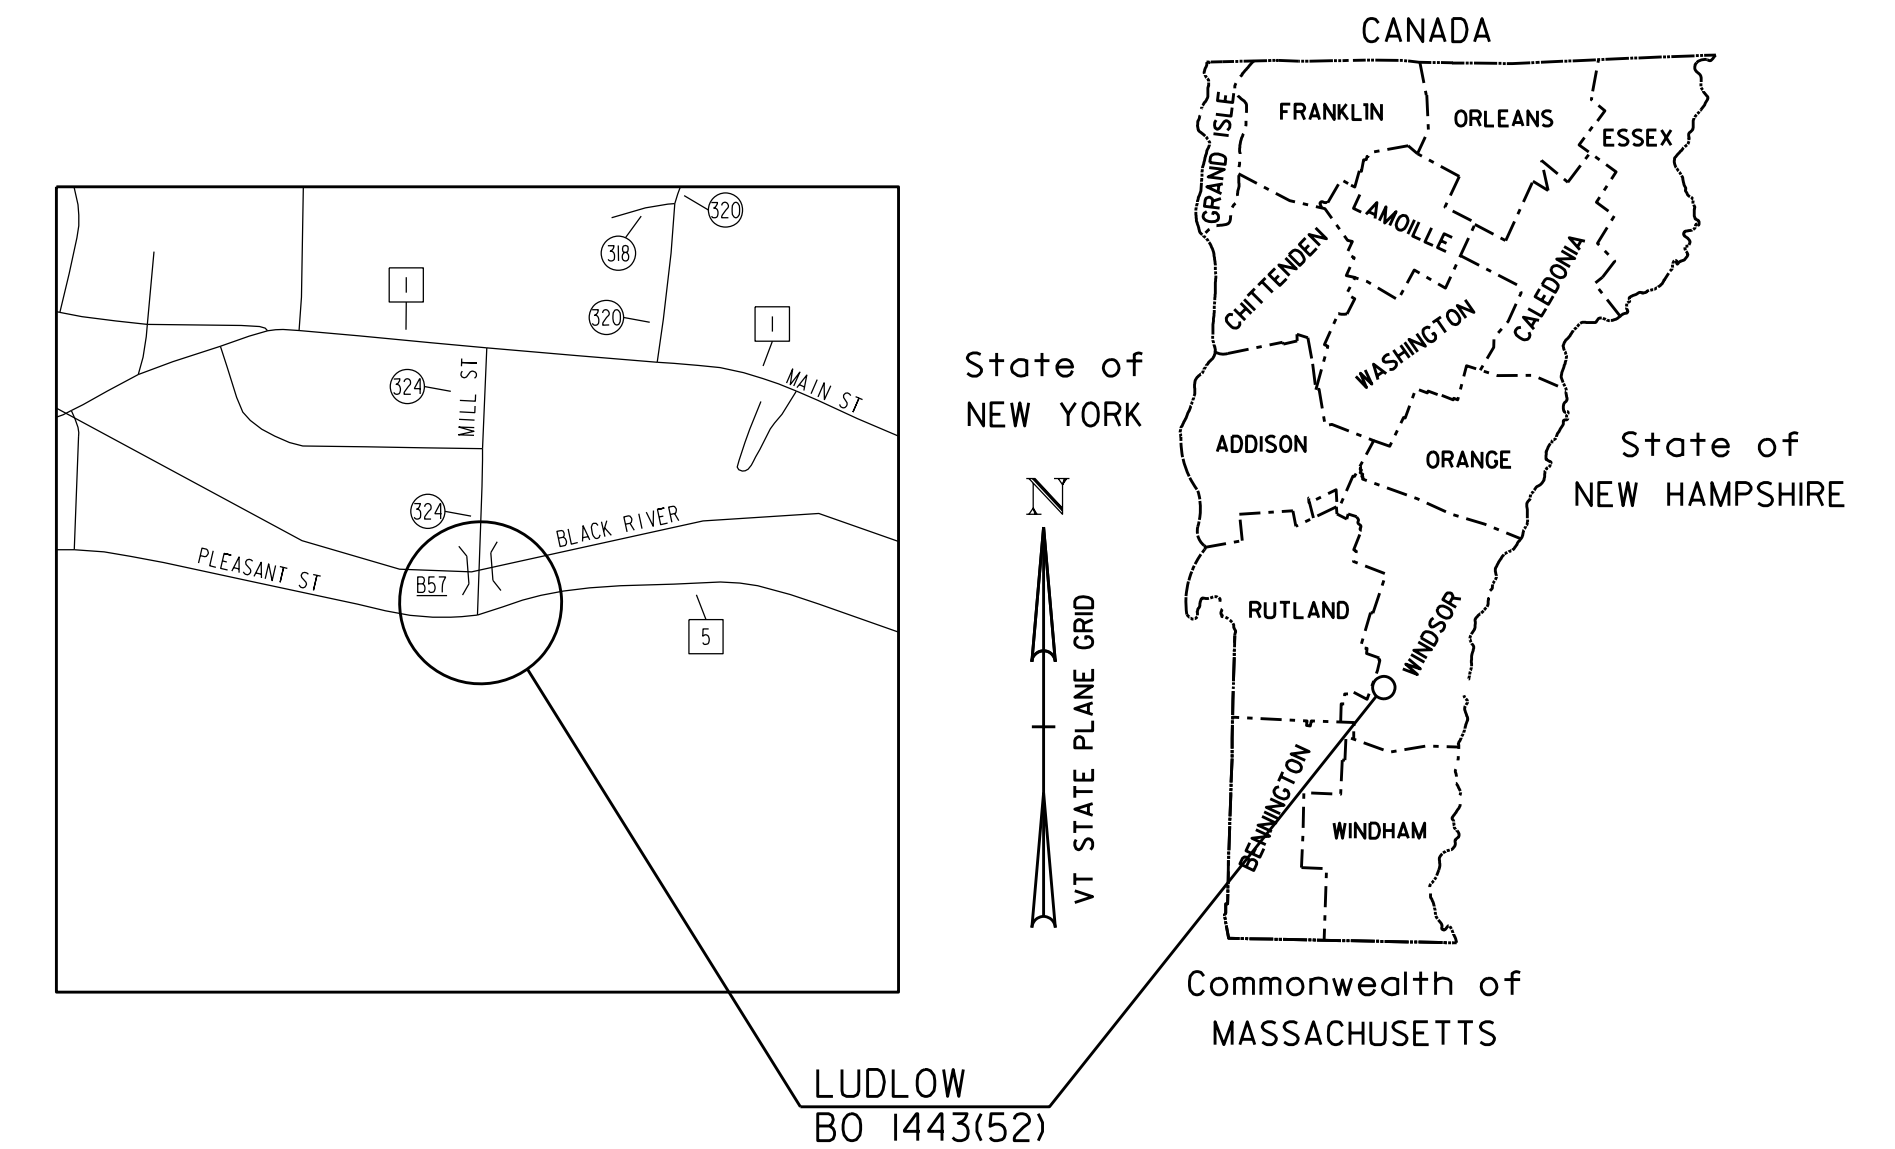 CANADA
GRAND ISLE
FRANKLIN
ORLEANS
ESSEX
LAMOILLE
CHITTENDEN
CALEDONIA
WASHINGTON
State of
NEW YORK
ADDISON
ORANGE
State of
NEW HAMPSHIRE
RUTLAND
WINDSOR
BENNINGTON
WINDHAM
Commonwealth of
MASSACHUSETTS
N
VT STATE PLANE GRID
320
318
1
320
1
324
MILL ST
MAIN ST
324
BLACK RIVER
PLEASANT ST
B57
5
LUDLOW
BO 1443(52)